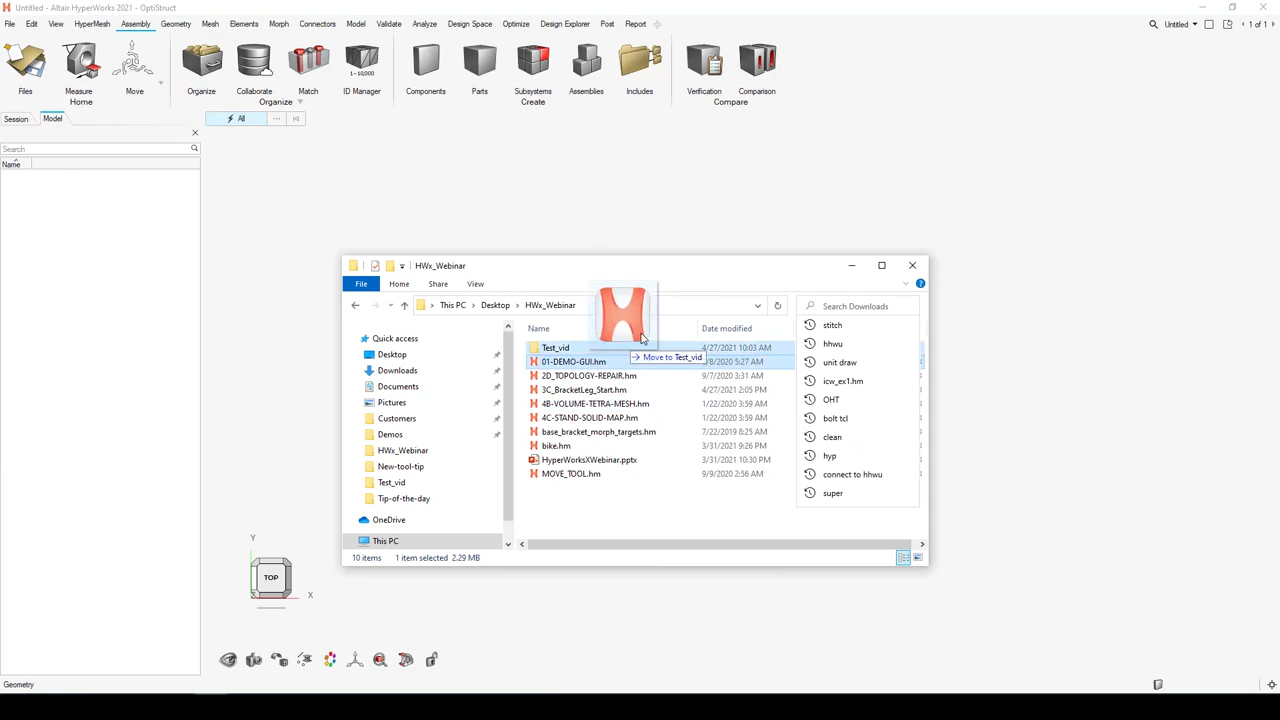 Untitled - Altair HyperWorks 2021 - OptiStruct
File Edit View HyperMesh Assembly Geometry Mesh Elements Morph Connectors Model Validate Analyze Design Space Optimize Design Explorer Post Report
Untitled 1 of 1
1–10,000
Files Measure Move Organize Collaborate Match ID Manager Components Parts Subsystems Assemblies Includes Verification Comparison
Home Organize Create Compare
Session Model All
Search
Name
HWx_Webinar
File Home Share View
This PC Desktop HWx_Webinar Search Downloads
Quick access
Desktop
Downloads
Documents
Pictures
Customers
Demos
HWx_Webinar
New-tool-tip
Test_vid
Tip-of-the-day
OneDrive
This PC
Name Date modified
Test_vid 4/27/2021 10:03 AM
Move to Test_vid
01-DEMO-GUI.hm /8/2020 5:27 AM
2D_TOPOLOGY-REPAIR.hm 9/7/2020 3:31 AM
3C_BracketLeg_Start.hm 4/27/2021 2:05 PM
4B-VOLUME-TETRA-MESH.hm 1/22/2020 3:59 AM
4C-STAND-SOLID-MAP.hm 1/22/2020 3:59 AM
base_bracket_morph_targets.hm 7/22/2019 8:25 AM
bike.hm 3/31/2021 9:26 PM
HyperWorksXWebinar.pptx 3/31/2021 10:30 PM
MOVE_TOOL.hm 9/9/2020 2:56 AM
stitch
hhwu
unit draw
icw_ex1.hm
OHT
bolt tcl
clean
hyp
connect to hhwu
super
10 items 1 item selected 2.29 MB
Y
TOP
Z X
Geometry